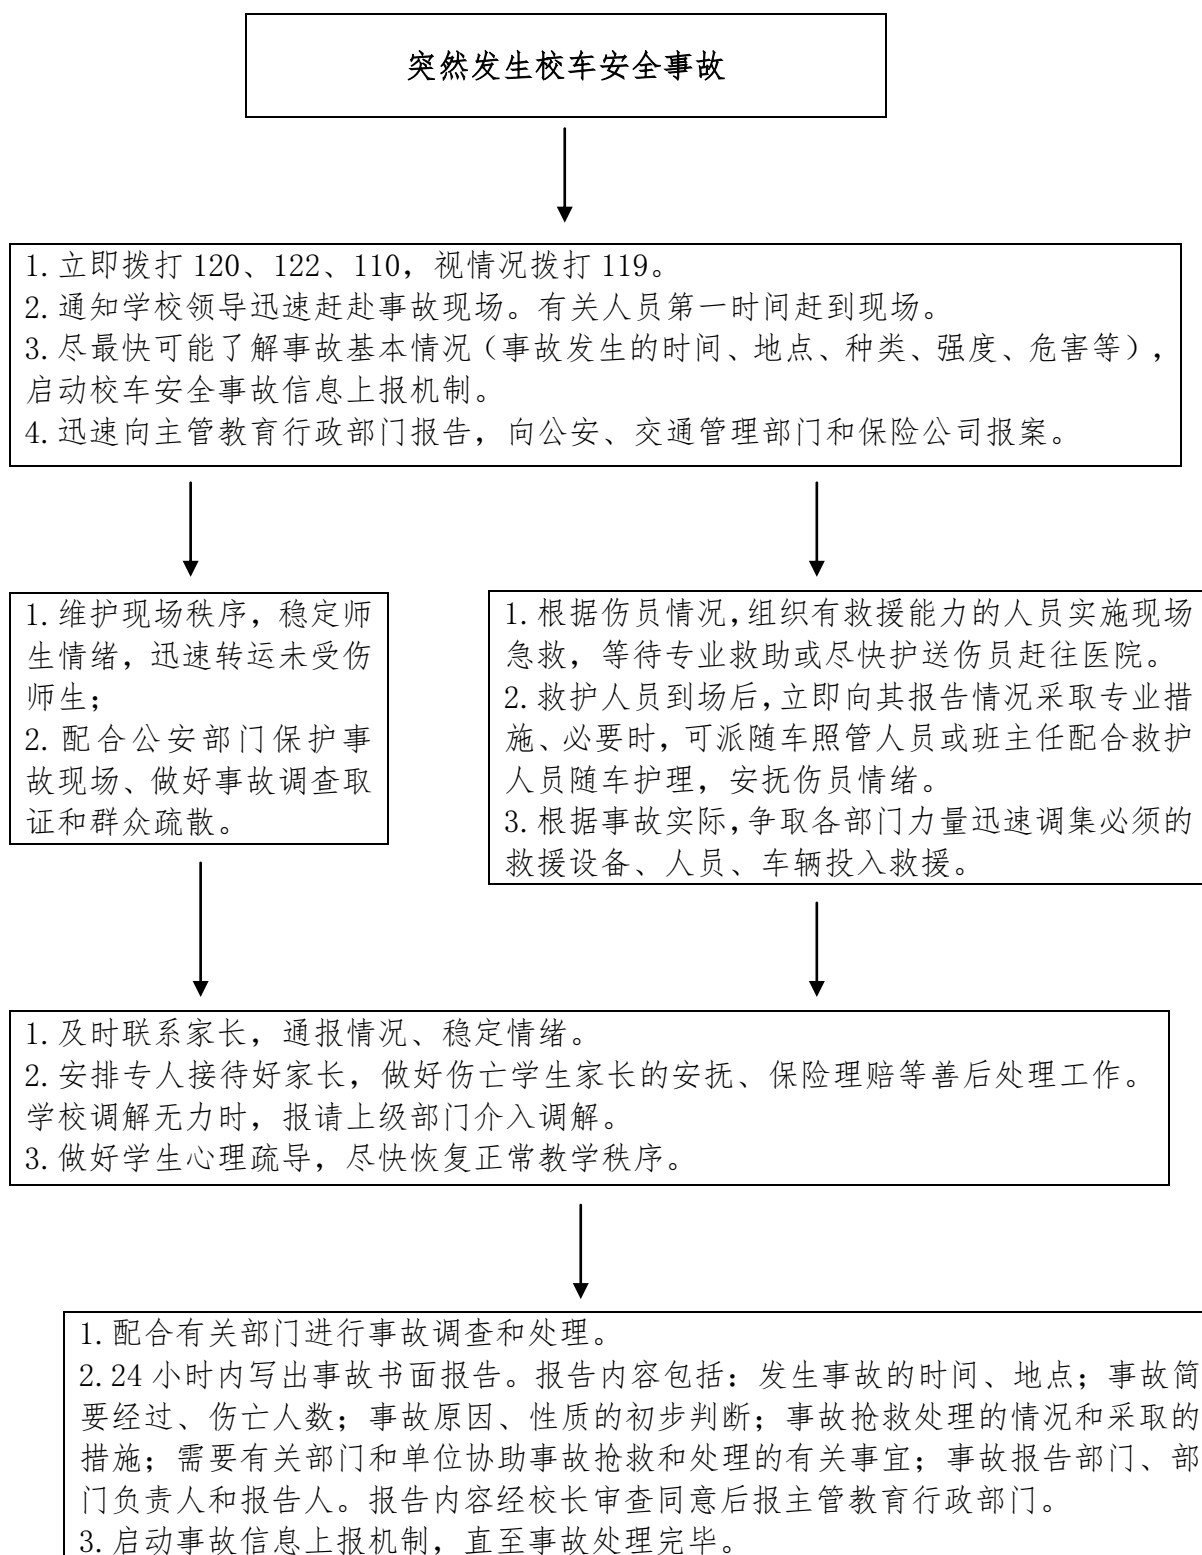 突然发生校车安全事故
1.立即拨打120、122、110，视情况拨打119。
2.通知学校领导迅速赶赴事故现场。有关人员第一时间赶到现场。
3.尽最快可能了解事故基本情况（事故发生的时间、地点、种类、强度、危害等），
启动校车安全事故信息上报机制。
4.迅速向主管教育行政部门报告，向公安、交通管理部门和保险公司报案。
1.维护现场秩序，稳定师
生情绪，迅速转运未受伤
师生；
2.配合公安部门保护事
故现场、做好事故调查取
证和群众疏散。
1.根据伤员情况，组织有救援能力的人员实施现场
急救，等待专业救助或尽快护送伤员赶往医院。
2.救护人员到场后，立即向其报告情况采取专业措
施、必要时，可派随车照管人员或班主任配合救护
人员随车护理，安抚伤员情绪。
3.根据事故实际，争取各部门力量迅速调集必须的
救援设备、人员、车辆投入救援。
1.及时联系家长，通报情况、稳定情绪。
2.安排专人接待好家长，做好伤亡学生家长的安抚、保险理赔等善后处理工作。
学校调解无力时，报请上级部门介入调解。
3.做好学生心理疏导，尽快恢复正常教学秩序。
1.配合有关部门进行事故调查和处理。
2.24小时内写出事故书面报告。报告内容包括：发生事故的时间、地点；事故简
要经过、伤亡人数；事故原因、性质的初步判断；事故抢救处理的情况和采取的
措施；需要有关部门和单位协助事故抢救和处理的有关事宜；事故报告部门、部
门负责人和报告人。报告内容经校长审查同意后报主管教育行政部门。
3.启动事故信息上报机制，直至事故处理完毕。